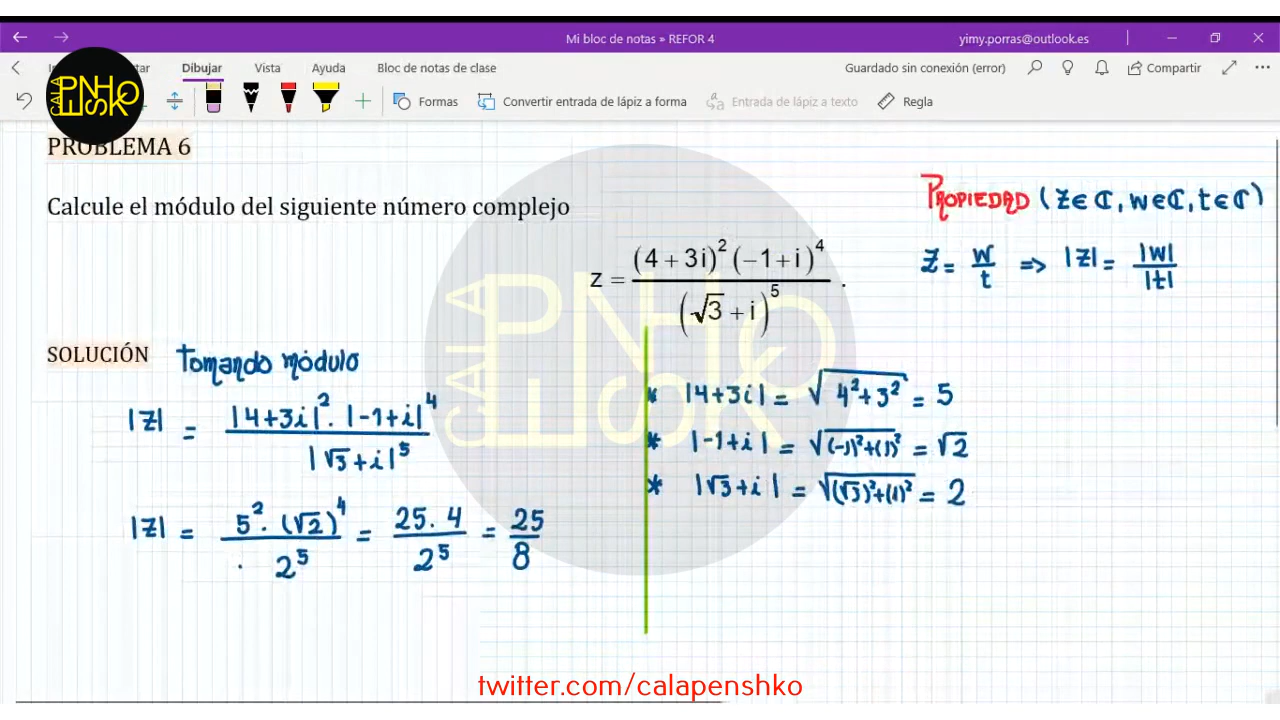 Mi bloc de notas » REFOR 4
yimy.porras@outlook.es
Dibujar Vista Ayuda Bloc de notas de clase
Guardado sin conexión (error) Compartir
Formas Convertir entrada de lápiz a forma Entrada de lápiz a texto Regla
CALA PENSHKO
PROBLEMA 6
Calcule el módulo del siguiente número complejo
z = (4 + 3i)² (−1 + i)⁴ / (√3 + i)⁵ .
PROPIEDAD (z ∈ ℂ, w ∈ ℂ, t ∈ ℂ)
z = w/t ⇒ |z| = |w|/|t|
SOLUCIÓN Tomando módulo
|z| = |4+3i|² · |-1+i|⁴ / |√3+i|⁵
|z| = 5² · (√2)⁴ / 2⁵ = 25 · 4 / 2⁵ = 25/8
* |4+3i| = √(4²+3²) = 5
* |-1+i| = √((-1)²+(1)²) = √2
* |√3+i| = √((√3)²+(1)²) = 2
twitter.com/calapenshko